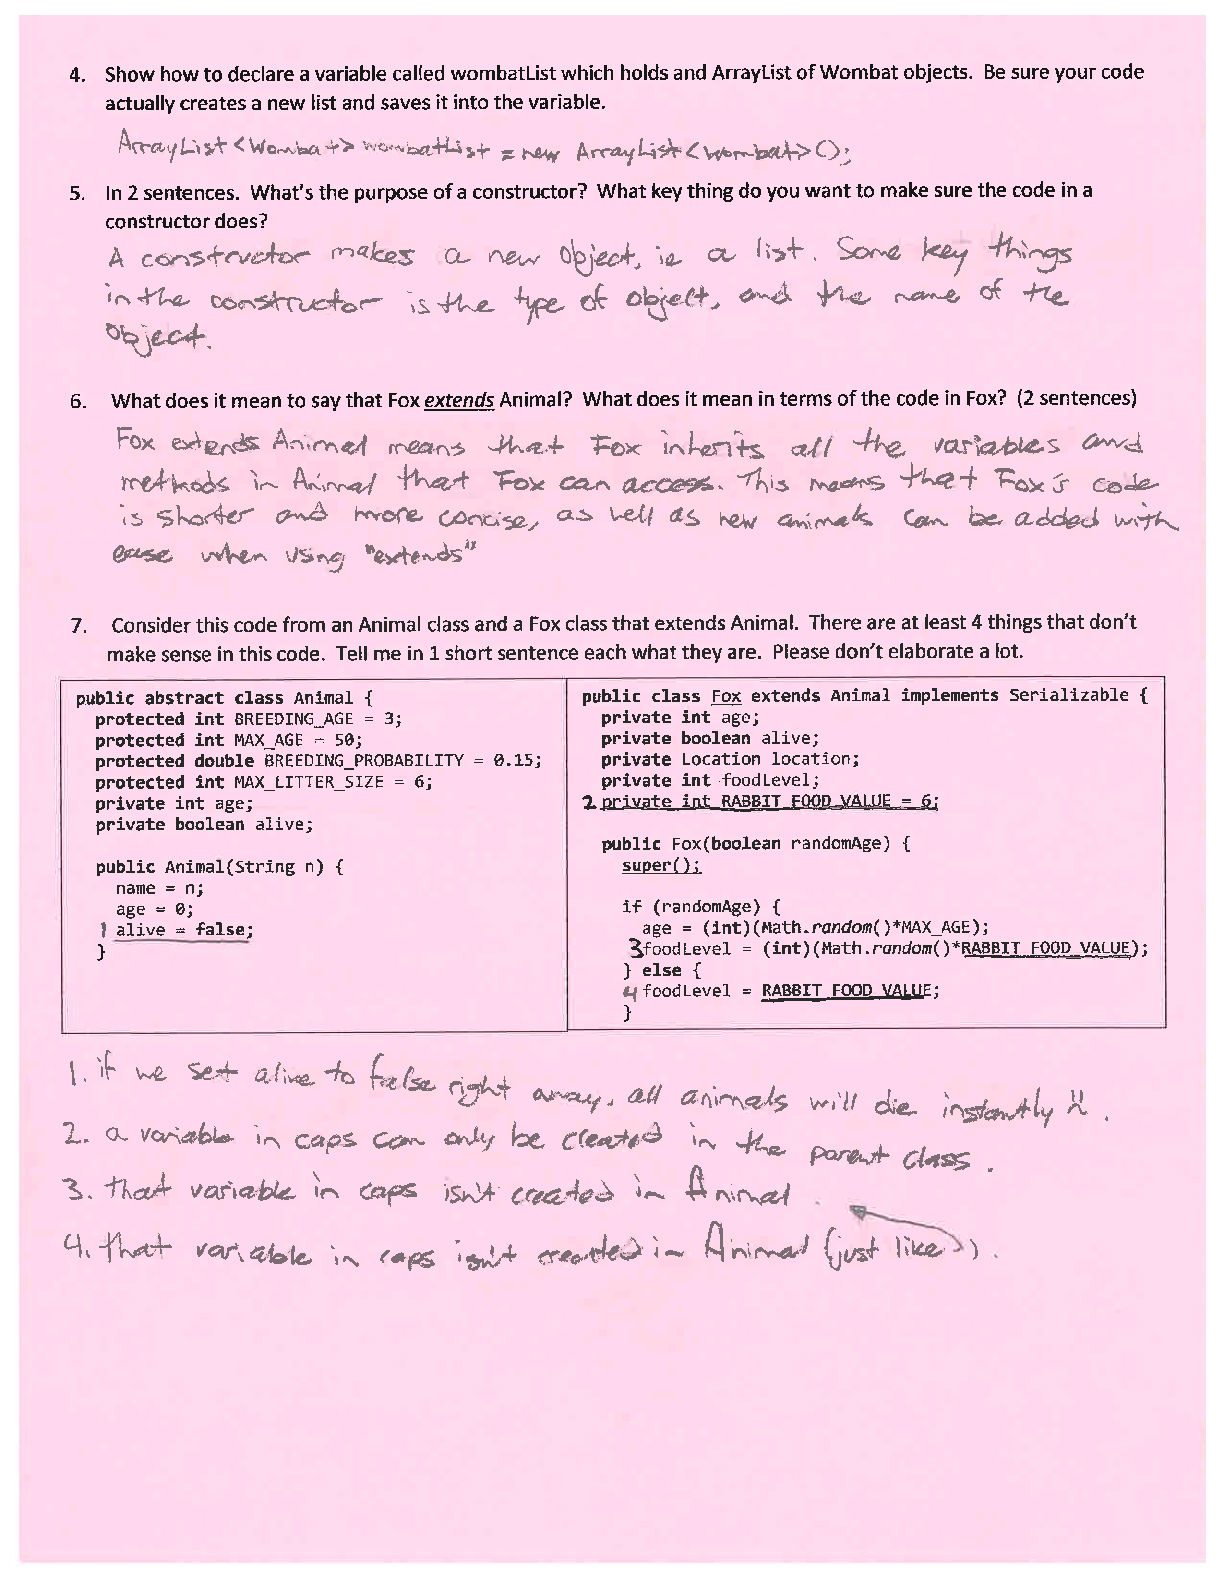 4. Show how to declare a variable called wombatList which holds and ArrayList of Wombat objects. Be sure your code
actually creates a new list and saves it into the variable.
ArrayList<Wombat> wombatList = new ArrayList<Wombat>();
5. In 2 sentences. What's the purpose of a constructor? What key thing do you want to make sure the code in a
constructor does?
A constructor makes a new object, ie a list. Some key things
in the constructor is the type of object, and the name of the
object.
6. What does it mean to say that Fox extends Animal? What does it mean in terms of the code in Fox? (2 sentences)
Fox extends Animal means that Fox inherits all the variables and
methods in Animal that Fox can access. This means that Fox's code
is shorter and more concise, as well as new animals can be added with
ease when using "extends"
7. Consider this code from an Animal class and a Fox class that extends Animal. There are at least 4 things that don't
make sense in this code. Tell me in 1 short sentence each what they are. Please don't elaborate a lot.
public abstract class Animal {
protected int BREEDING_AGE = 3;
protected int MAX_AGE = 50;
protected double BREEDING_PROBABILITY = 0.15;
protected int MAX_LITTER_SIZE = 6;
private int age;
private boolean alive;
public Animal(String n) {
name = n;
age = 0;
1 alive = false;
}
public class Fox extends Animal implements Serializable {
private int age;
private boolean alive;
private Location location;
private int foodLevel;
2 private int RABBIT_FOOD_VALUE = 6;
public Fox(boolean randomAge) {
super();
if (randomAge) {
age = (int)(Math.random()*MAX_AGE);
3 foodLevel = (int)(Math.random()*RABBIT_FOOD_VALUE);
} else {
4 foodLevel = RABBIT_FOOD_VALUE;
}
1. if we set alive to false right away, all animals will die instantly
2. a variable in caps can only be created in the parent class.
3. that variable in caps isn't created in Animal.
4. that variable in caps isn't created in Animal (just like ).